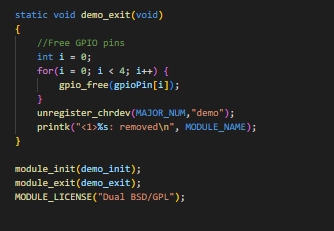 static void demo_exit(void)
{
    //Free GPIO pins
    int i = 0;
    for(i = 0; i < 4; i++) {
        gpio_free(gpioPin[i]);
    }
    unregister_chrdev(MAJOR_NUM,"demo");
    printk("<1>%s: removed\n", MODULE_NAME);
}
module_init(demo_init);
module_exit(demo_exit);
MODULE_LICENSE("Dual BSD/GPL");